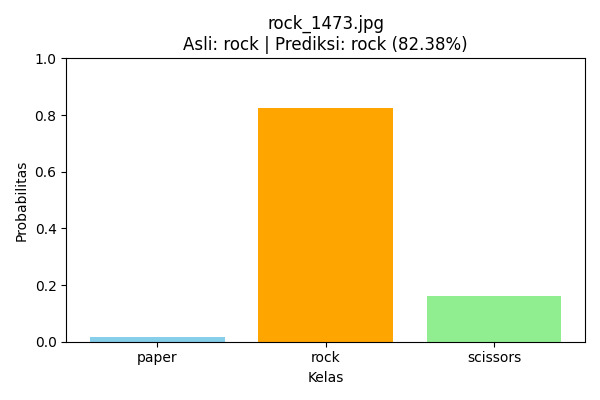 rock_1473.jpg
Asli: rock | Prediksi: rock (82.38%)
1.0
0.8
0.6
0.4
0.2
0.0
Probabilitas
paper
rock
scissors
Kelas